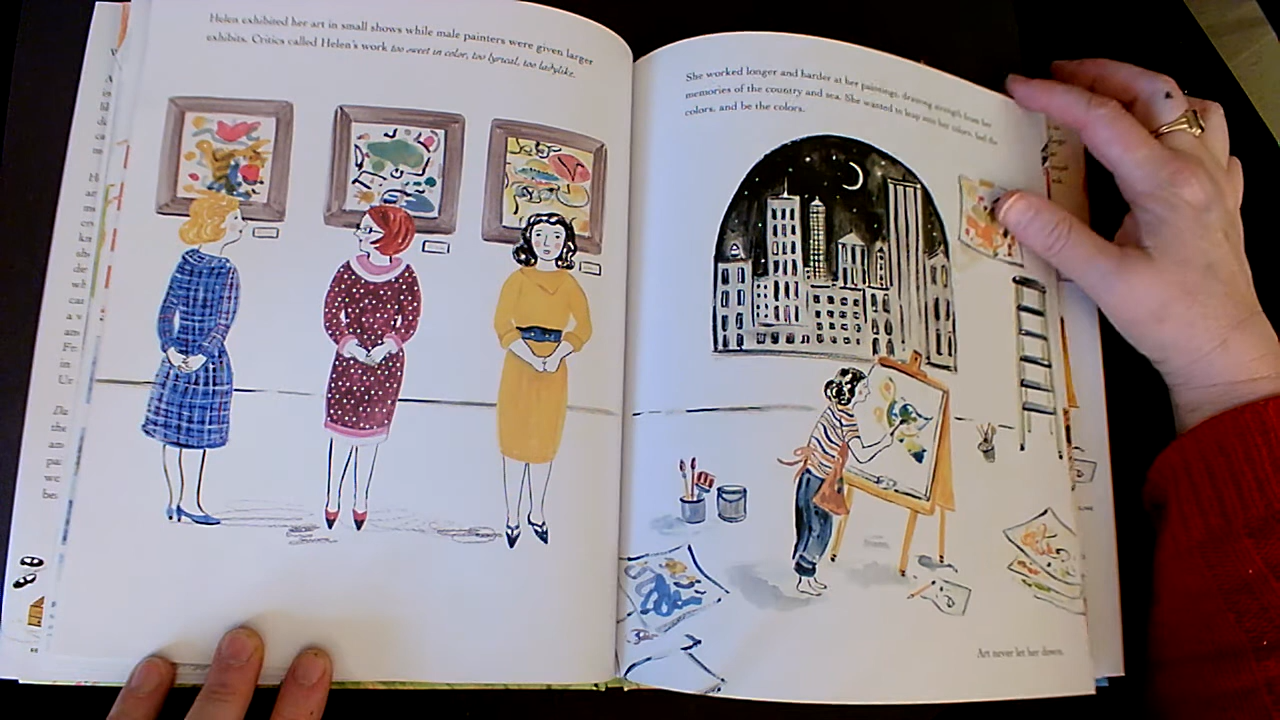 Helen exhibited her art in small shows while male painters were given larger
exhibits. Critics called Helen's work too sweet in color, too lyrical, too ladylike.
She worked longer and harder at her paintings, drawing strength from her
memories of the country and sea. She wanted to leap into her colors, feel the
colors, and be the colors.
Art never let her down.